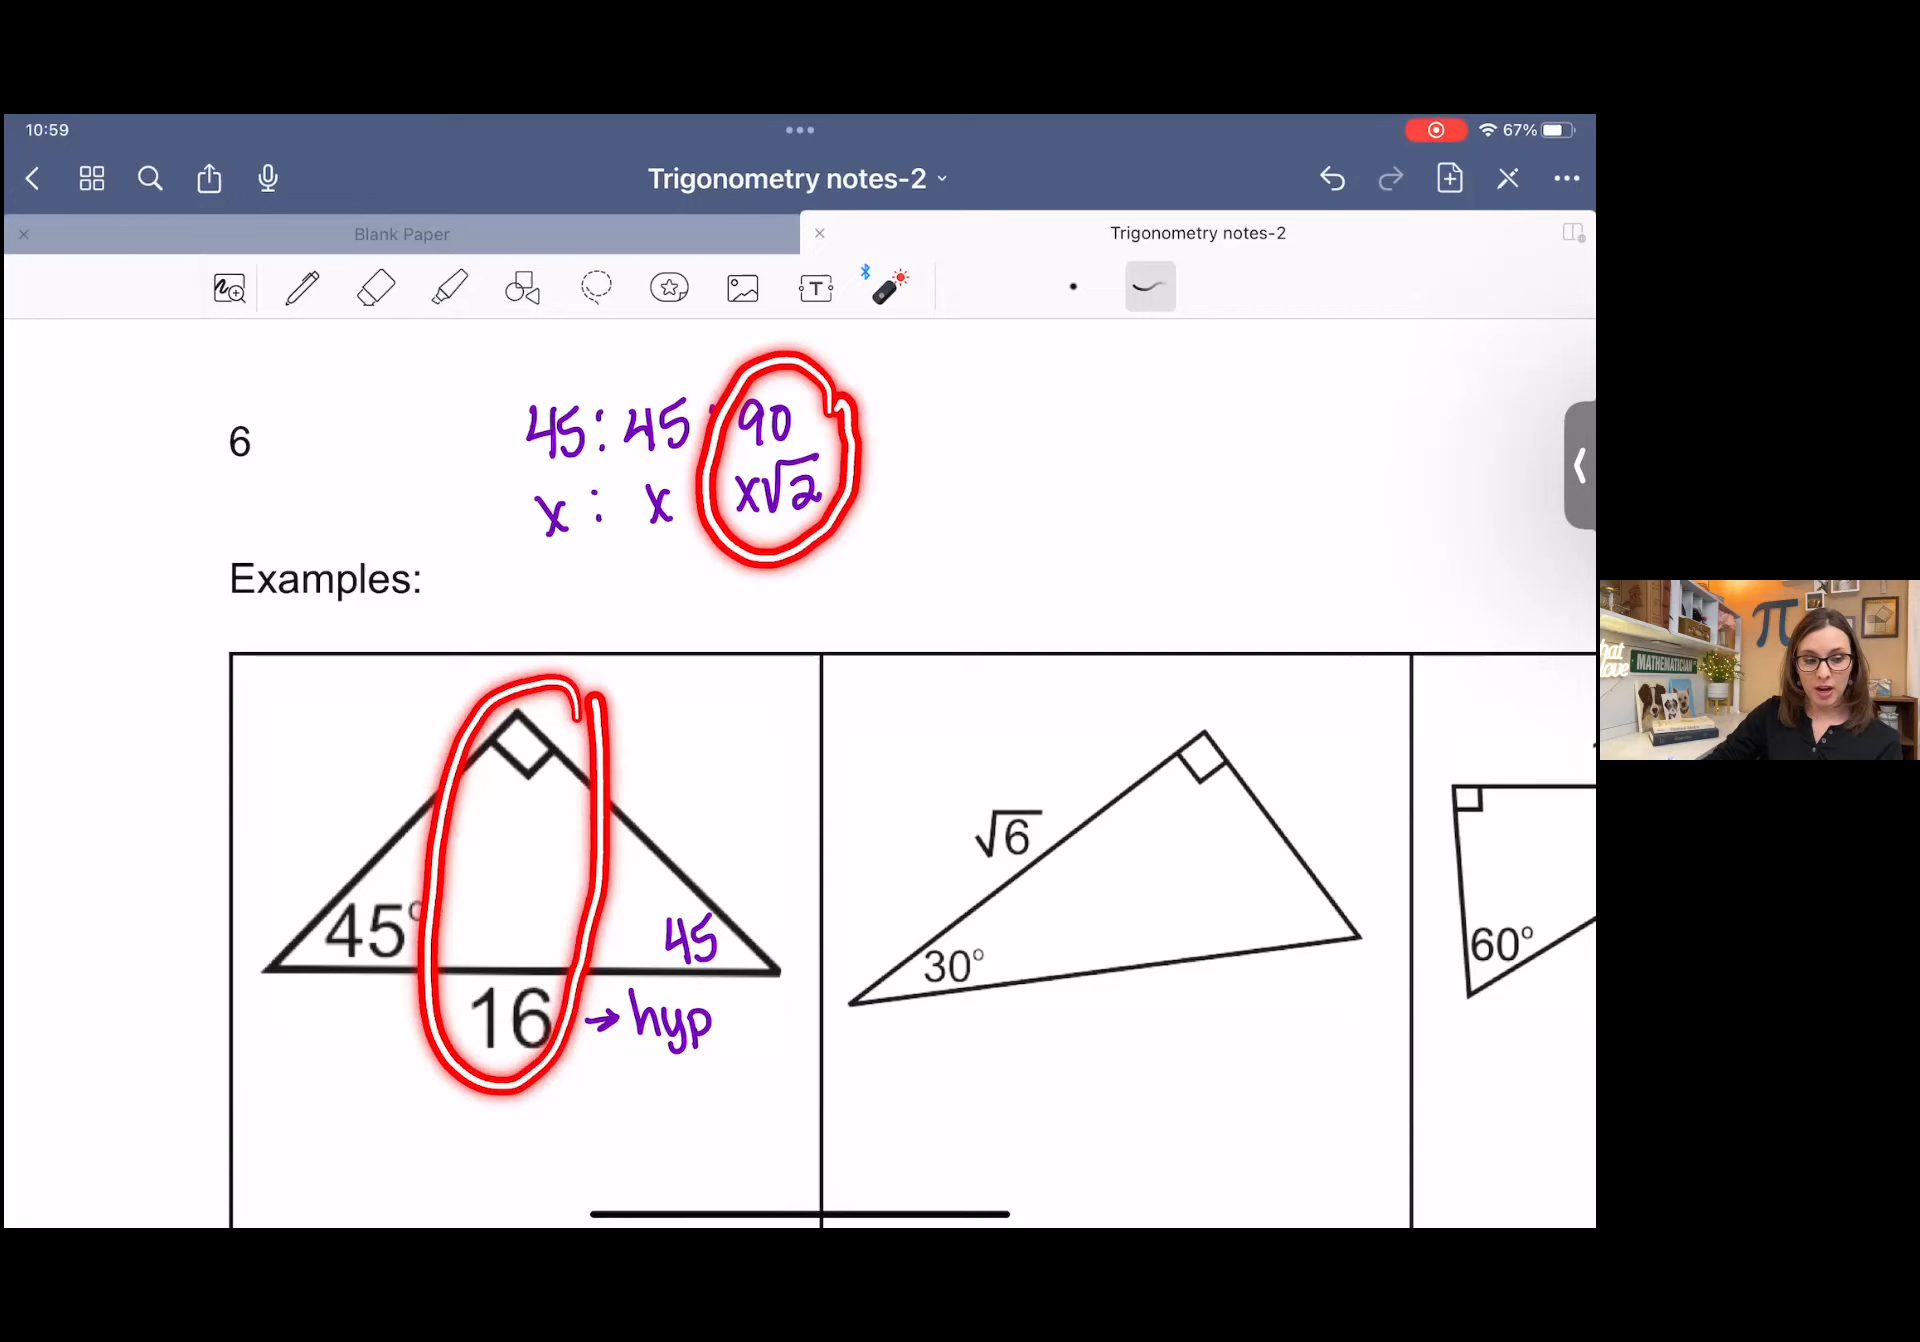 10:59
67%
Trigonometry notes-2
Blank Paper
Trigonometry notes-2
T
6
45 : 45 : 90
x : x x√2
Examples:
45°
45
16 → hyp
√6
30°
60°
π
MATHEMATICIAN